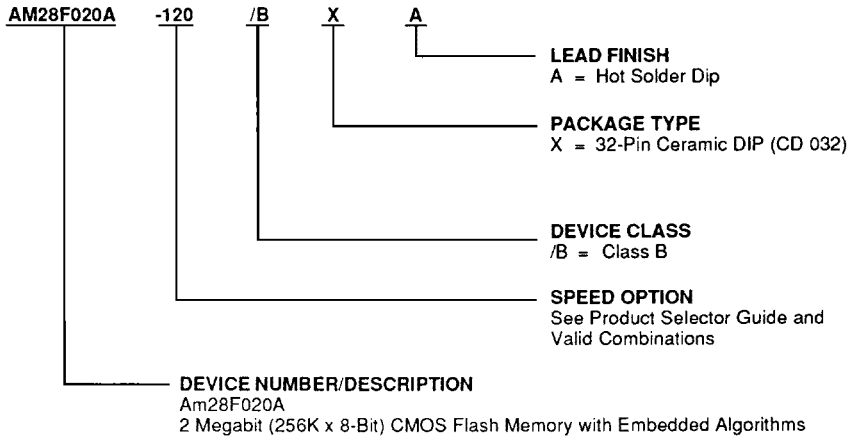 AM28F020A -120 /B X A
LEAD FINISH
A = Hot Solder Dip
PACKAGE TYPE
X = 32-Pin Ceramic DIP (CD 032)
DEVICE CLASS
/B = Class B
SPEED OPTION
See Product Selector Guide and
Valid Combinations
DEVICE NUMBER/DESCRIPTION
Am28F020A
2 Megabit (256K x 8-Bit) CMOS Flash Memory with Embedded Algorithms